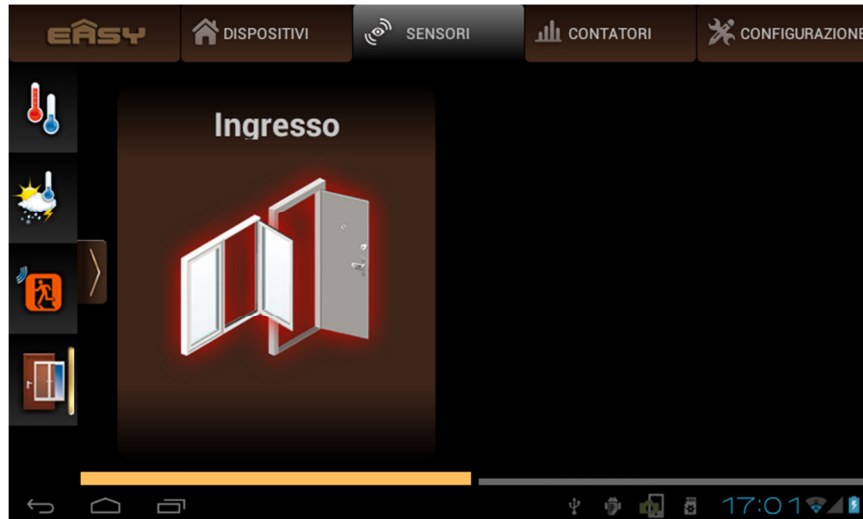 EASY
DISPOSITIVI
SENSORI
CONTATORI
CONFIGURAZIONE
Ingresso
17:01